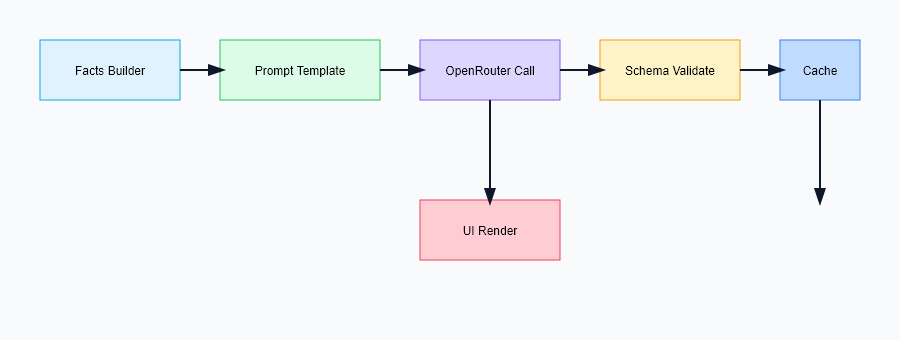 Facts Builder
Prompt Template
OpenRouter Call
Schema Validate
Cache
UI Render